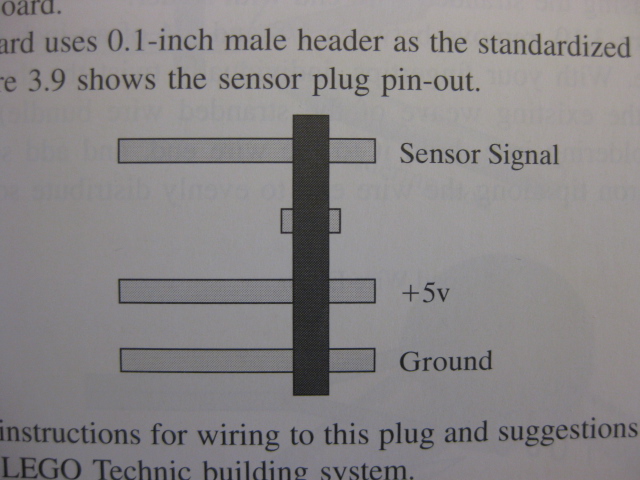 oard.
ard uses 0.1-inch male header as the standardized
re 3.9 shows the sensor plug pin-out.
Sensor Signal
+5v
Ground
instructions for wiring to this plug and suggestions
LEGO Technic building system.